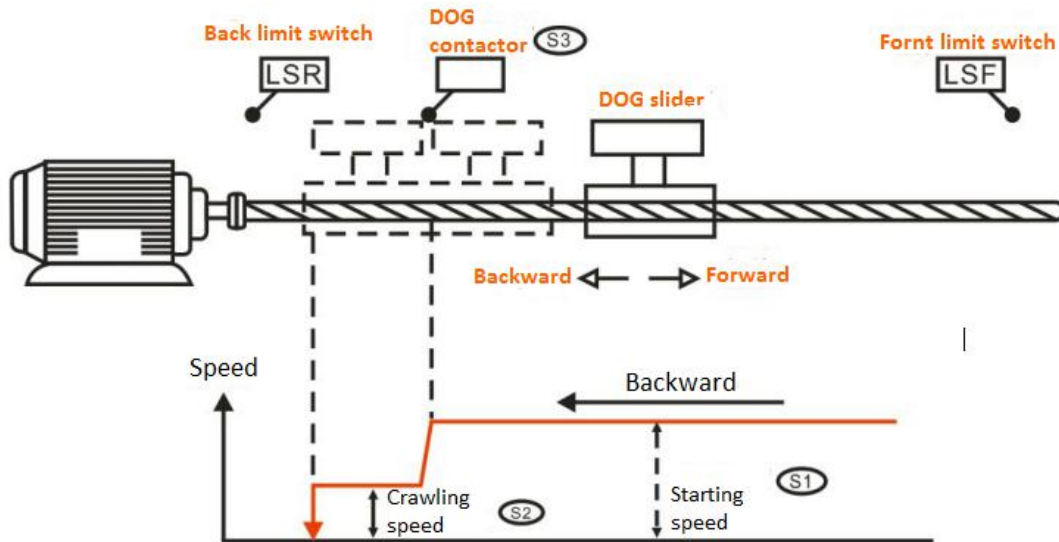 Back limit switch
LSR
DOG
contactor
S3
DOG slider
Fornt limit switch
LSF
Backward
Forward
Speed
Backward
Crawling
speed
S2
Starting
speed
S1